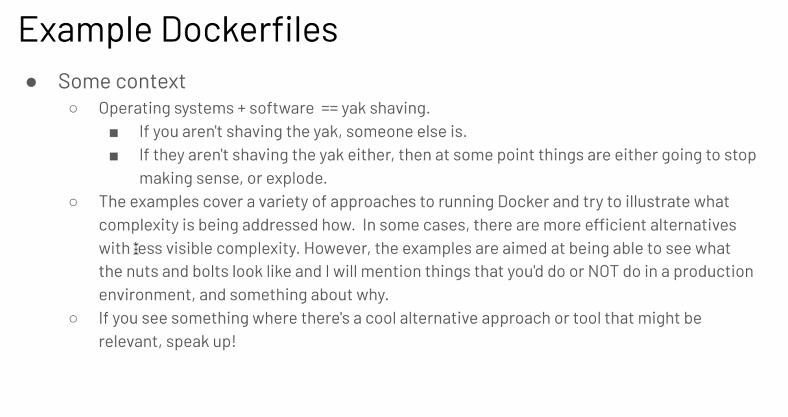 Example Dockerfiles
● Some context
○ Operating systems + software == yak shaving.
■ If you aren't shaving the yak, someone else is.
■ If they aren't shaving the yak either, then at some point things are either going to stop
making sense, or explode.
○ The examples cover a variety of approaches to running Docker and try to illustrate what
complexity is being addressed how. In some cases, there are more efficient alternatives
with less visible complexity. However, the examples are aimed at being able to see what
the nuts and bolts look like and I will mention things that you'd do or NOT do in a production
environment, and something about why.
○ If you see something where there's a cool alternative approach or tool that might be
relevant, speak up!